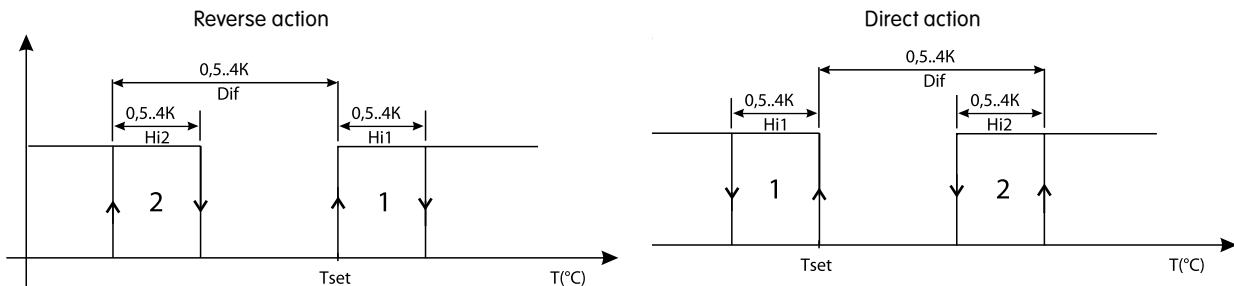 Reverse action
0,5..4K
Dif
0,5..4K
Hi2
0,5..4K
Hi1
2
1
Tset
T(°C)
Direct action
0,5..4K
Dif
0,5..4K
Hi1
0,5..4K
Hi2
1
2
Tset
T(°C)